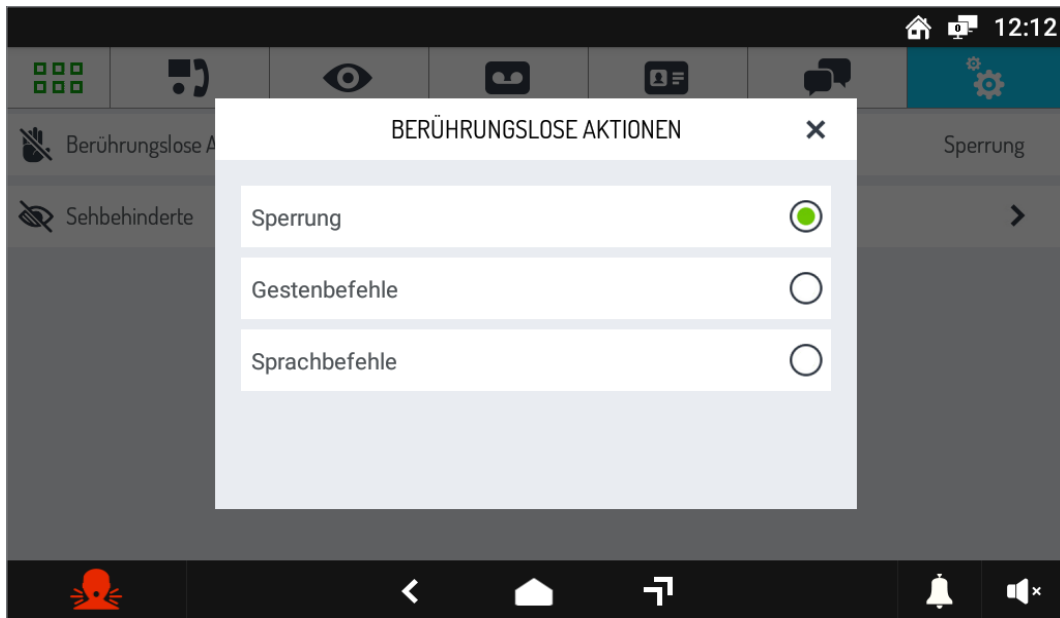 12:12
BERÜHRUNGSLOSE AKTIONEN
Berührungslose A
Sperrung
Sperrung
Sehbehinderte
Gestenbefehle
Sprachbefehle